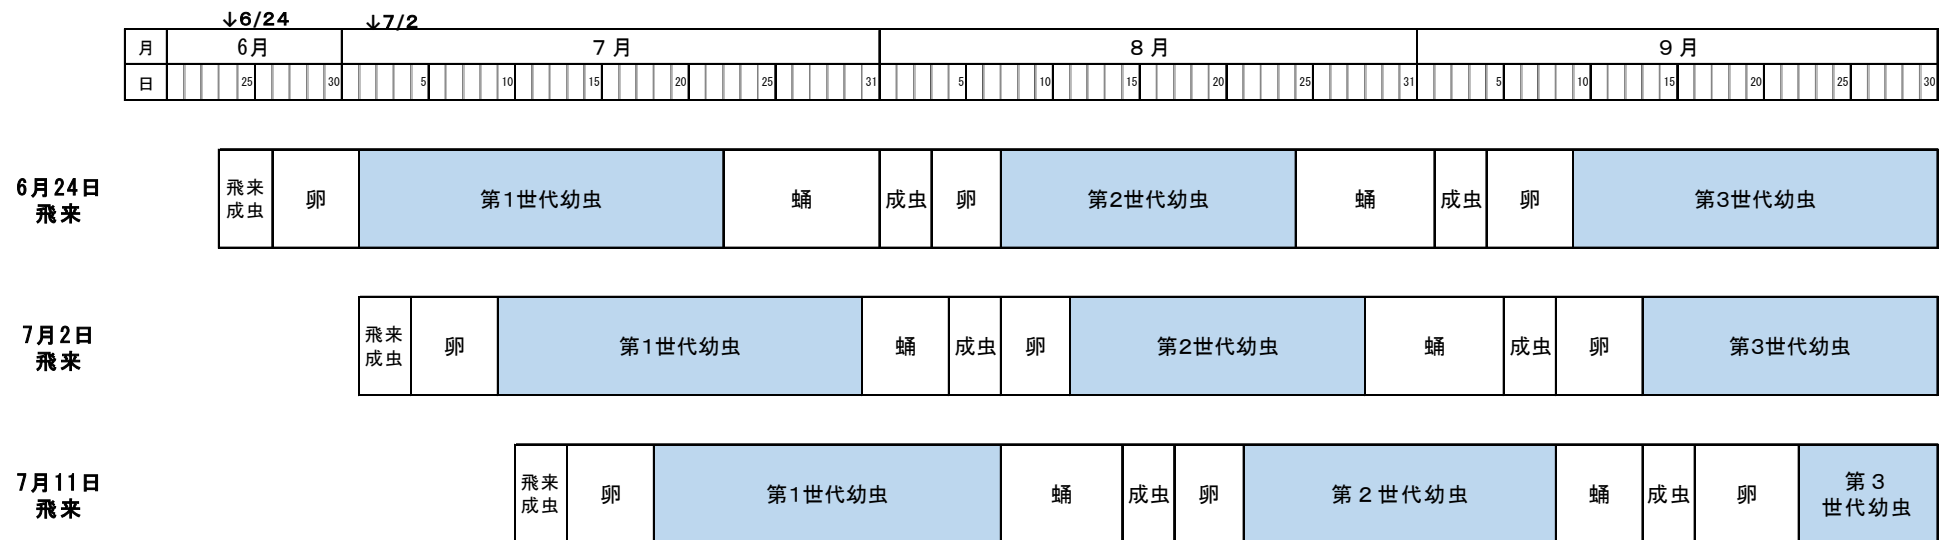 ↓6/24
↓7/2
月 6月 7月 8月 9月
日 25 30 5 10 15 20 25 31 5 10 15 20 25 31 5 10 15 20 25 30
6月24日
飛来
飛来
成虫
卵 第1世代幼虫 蛹 成虫 卵 第2世代幼虫 蛹 成虫 卵 第3世代幼虫
7月2日
飛来
飛来
成虫
卵 第1世代幼虫 蛹 成虫 卵 第2世代幼虫 蛹 成虫 卵 第3世代幼虫
7月11日
飛来
飛来
成虫
卵 第1世代幼虫 蛹 成虫 卵 第2世代幼虫 蛹 成虫 卵
第3
世代幼虫